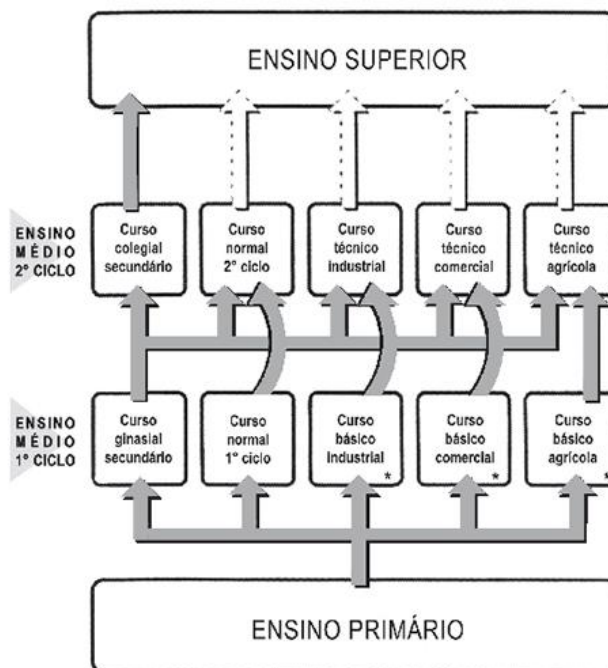 ENSINO SUPERIOR
ENSINO
MÉDIO
2º CICLO
Curso
colegial
secundário
Curso
normal
2º ciclo
Curso
técnico
industrial
Curso
técnico
comercial
Curso
técnico
agrícola
ENSINO
MÉDIO
1º CICLO
Curso
ginasial
secundário
Curso
normal
1º ciclo
Curso
básico
industrial
*
Curso
básico
comercial
*
Curso
básico
agrícola
*
ENSINO PRIMÁRIO